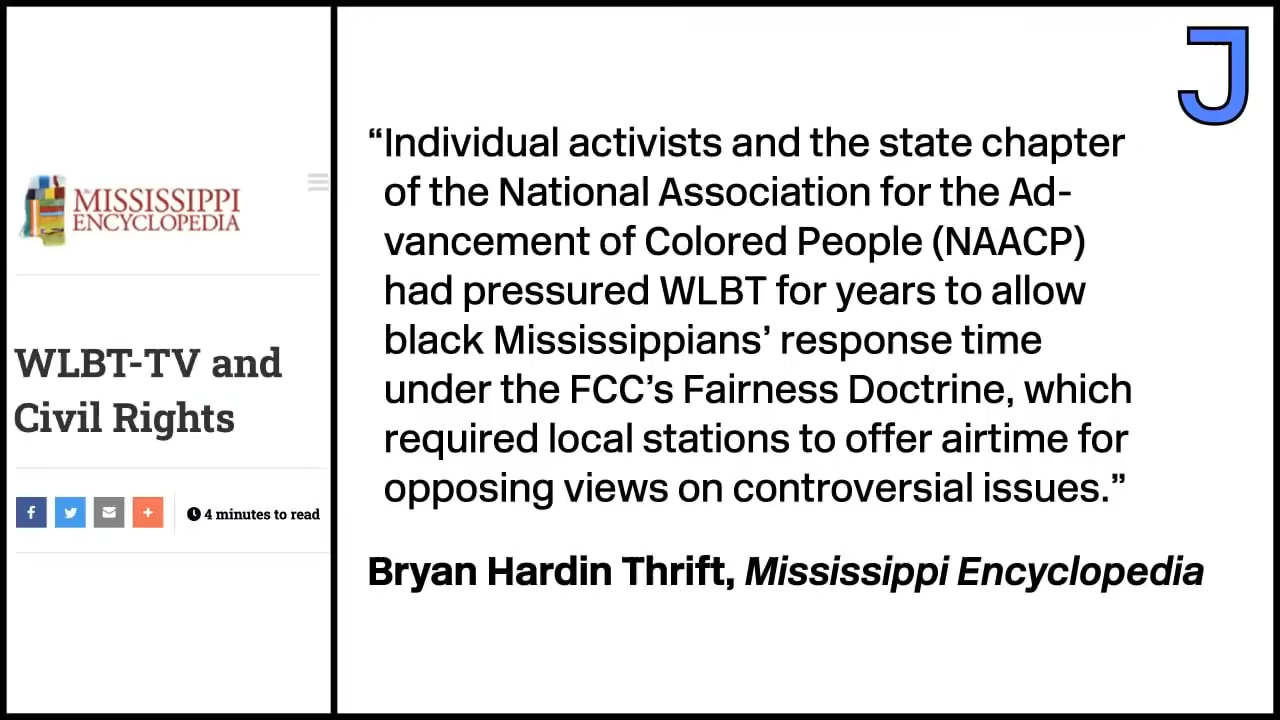 The
MISSISSIPPI
ENCYCLOPEDIA
WLBT-TV and
Civil Rights
f
+
4 minutes to read
J
“Individual activists and the state chapter
of the National Association for the Ad-
vancement of Colored People (NAACP)
had pressured WLBT for years to allow
black Mississippians’ response time
under the FCC’s Fairness Doctrine, which
required local stations to offer airtime for
opposing views on controversial issues.”
Bryan Hardin Thrift, Mississippi Encyclopedia